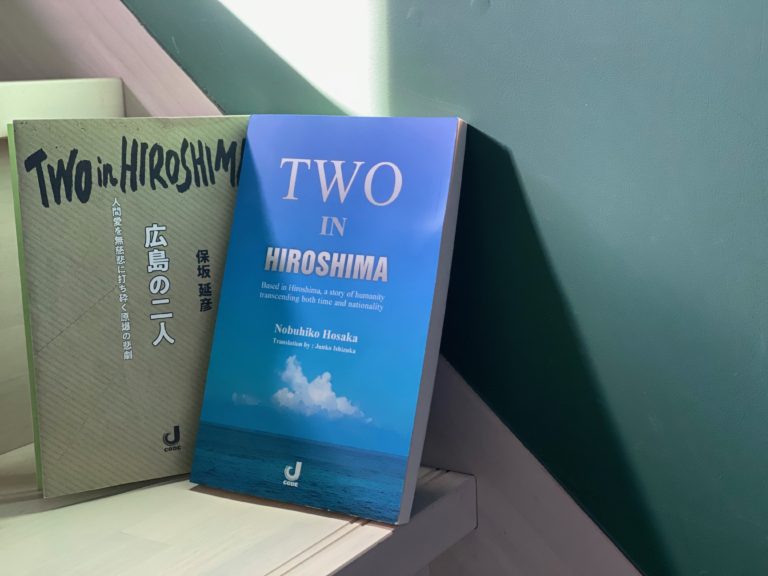 TWO in HIROSHIMA
広島の二人
人間愛を無慈悲に打ち砕く原爆の悲劇
保坂 延彦
J
CODE
TWO
IN
HIROSHIMA
Based in Hiroshima, a story of humanity
transcending both time and nationality
Nobuhiko Hosaka
Translation by : Junko Ishizaka
J
CODE